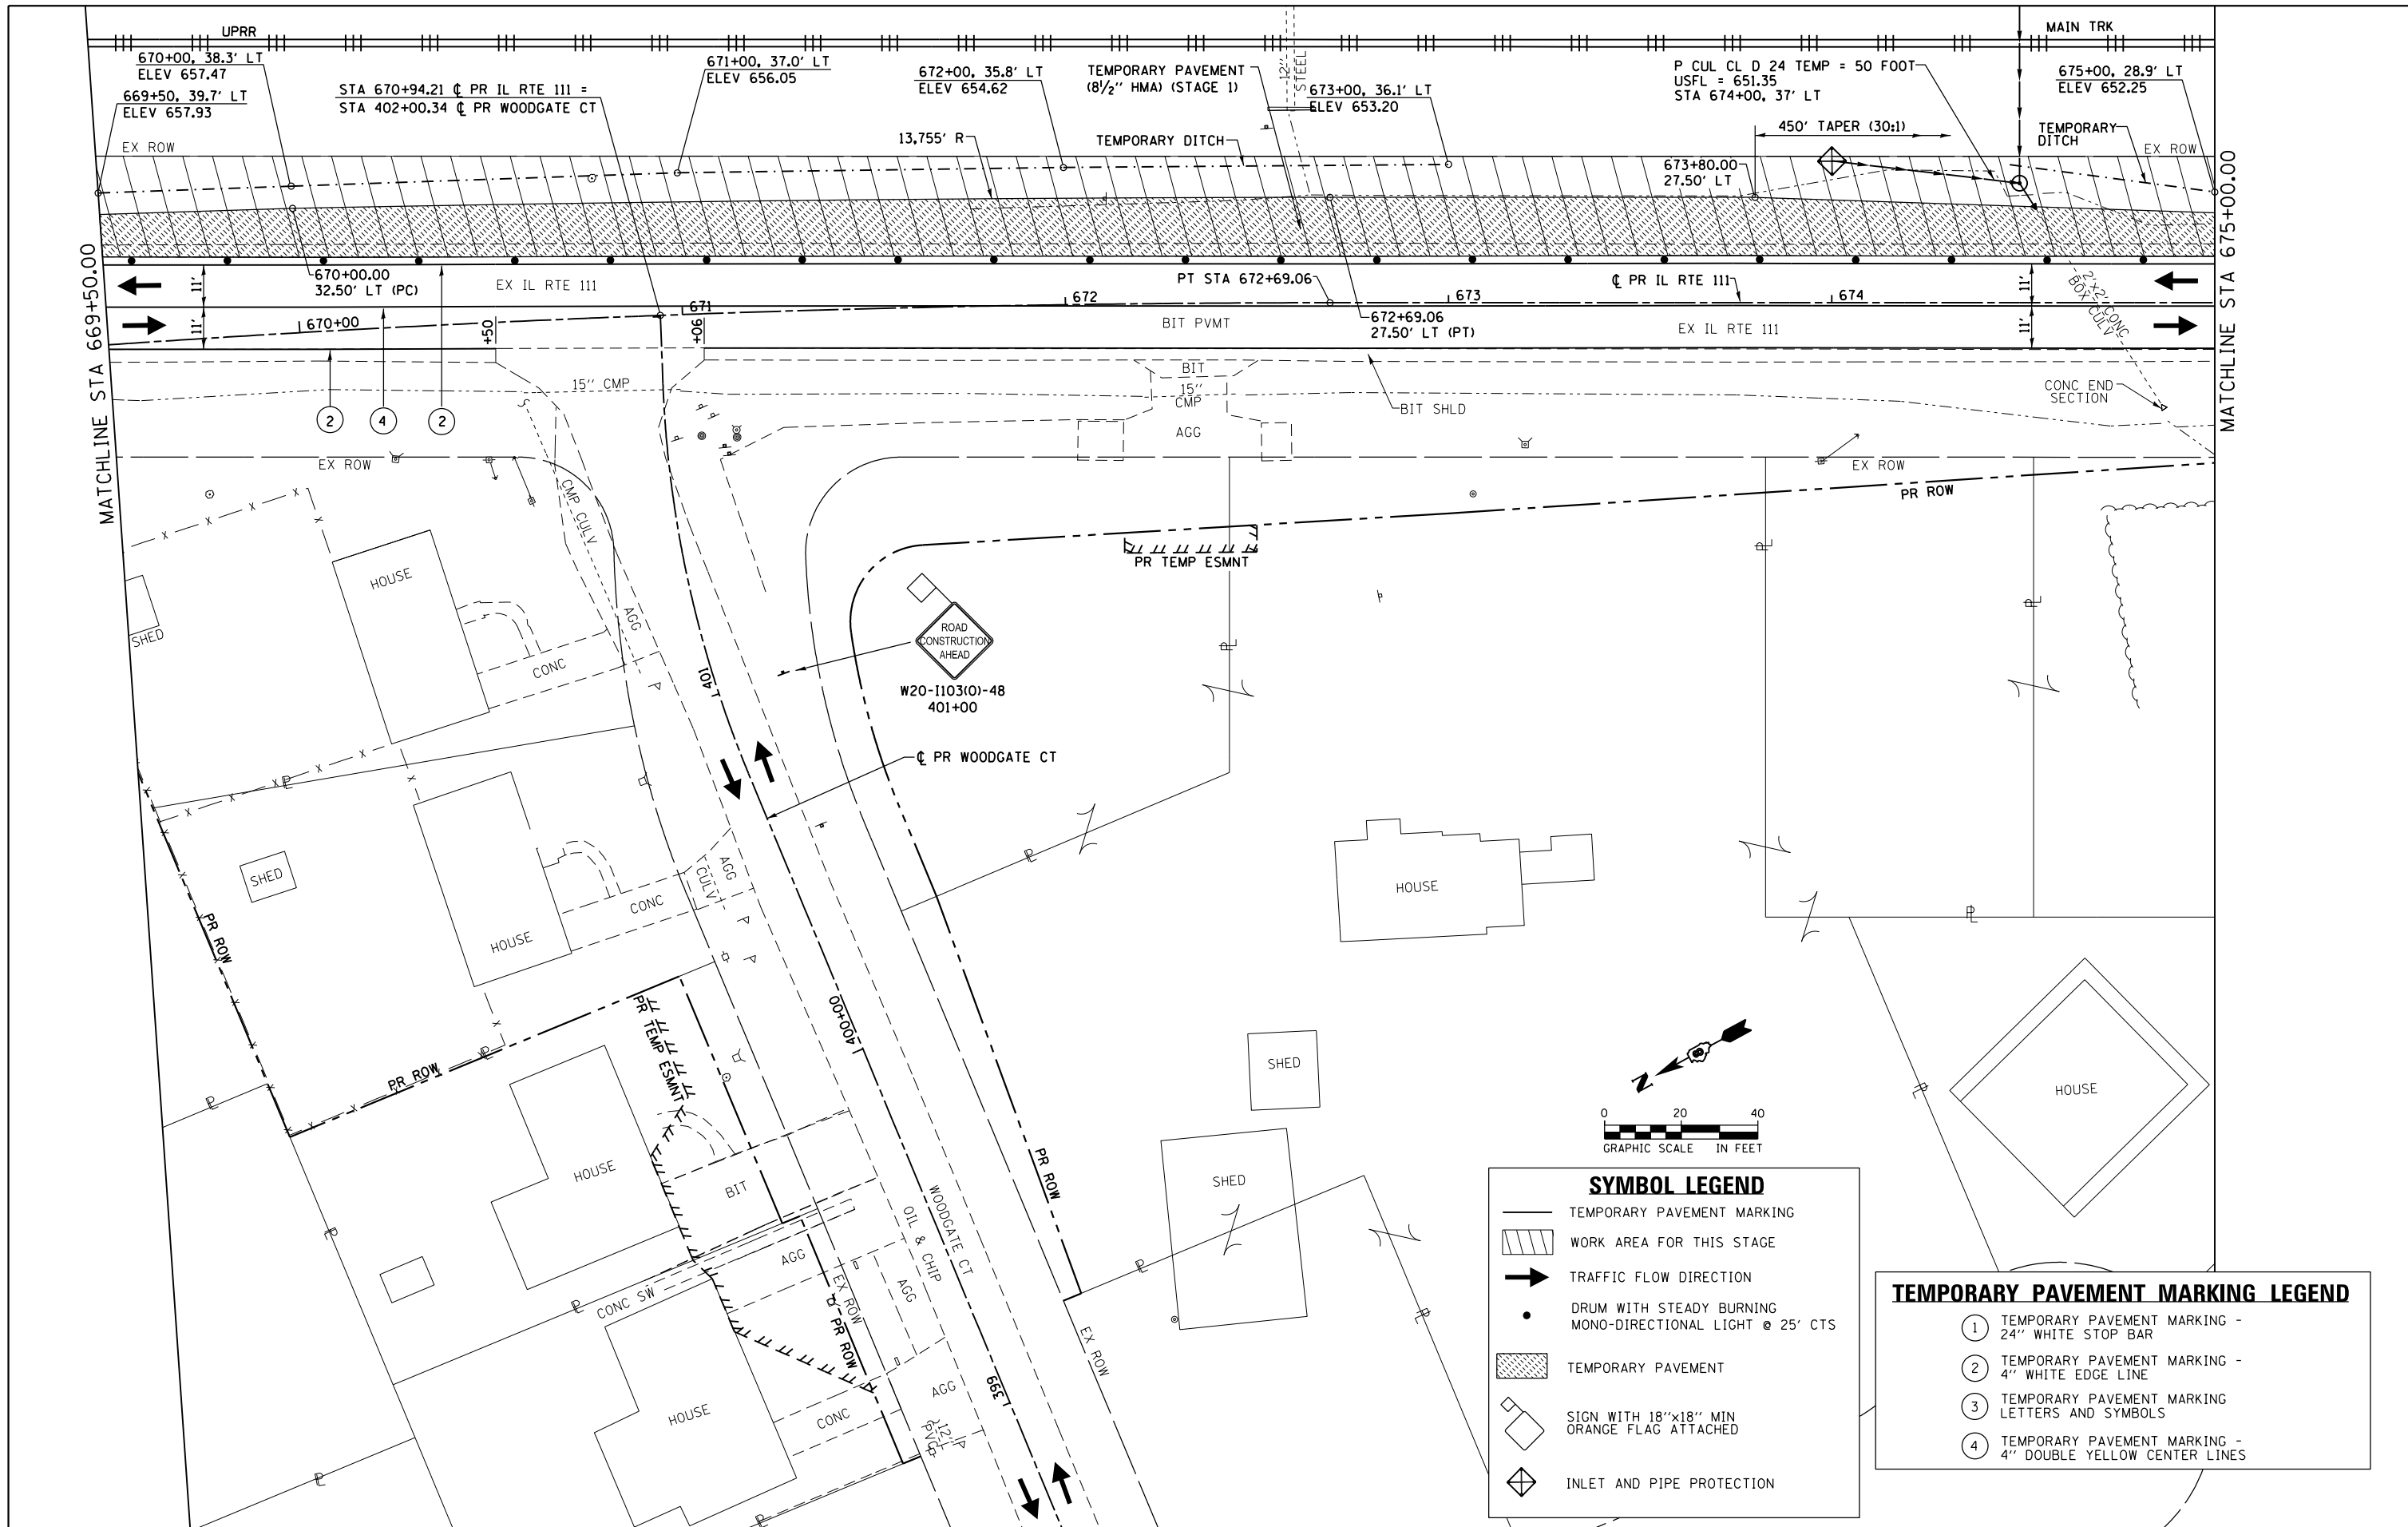 UPRR
MAIN TRK
670+00, 38.3' LT
ELEV 657.47
669+50, 39.7' LT
ELEV 657.93
STA 670+94.21 ℄ PR IL RTE 111 =
STA 402+00.34 ℄ PR WOODGATE CT
671+00, 37.0' LT
ELEV 656.05
672+00, 35.8' LT
ELEV 654.62
TEMPORARY PAVEMENT
(8½" HMA) (STAGE 1)
12"
STEEL
673+00, 36.1' LT
ELEV 653.20
P CUL CL D 24 TEMP = 50 FOOT
USFL = 651.35
STA 674+00, 37' LT
675+00, 28.9' LT
ELEV 652.25
EX ROW
13,755' R
TEMPORARY DITCH
450' TAPER (30:1)
TEMPORARY
DITCH
EX ROW
673+80.00
27.50' LT
MATCHLINE STA 669+50.00
MATCHLINE STA 675+00.00
670+00.00
32.50' LT (PC)
11'
11'
EX IL RTE 111
PT STA 672+69.06
℄ PR IL RTE 111
11'
11'
670+00
671
672
673
674
+50
+06
672+69.06
27.50' LT (PT)
BIT PVMT
EX IL RTE 111
2'x2' CONC
BOX CULV
15" CMP
BIT
15"
CMP
AGG
BIT SHLD
CONC END
SECTION
2
4
2
EX ROW
EX ROW
PR ROW
CMP CULV
PR TEMP ESMNT
HOUSE
SHED
AGG
CONC
ROAD
CONSTRUCTION
AHEAD
W20-I103(O)-48
401+00
401
℄ PR WOODGATE CT
SHED
HOUSE
CONC
AGG
CULV
HOUSE
PR ROW
PR ROW
PR TEMP ESMNT
400+00
SHED
HOUSE
N
0 20 40
GRAPHIC SCALE IN FEET
HOUSE
BIT
PR ROW
SHED
WOODGATE CT
OIL & CHIP
AGG
AGG
CONC SW
EX ROW
PR ROW
EX ROW
HOUSE
CONC
AGG
12"
PVC
399
SYMBOL LEGEND
TEMPORARY PAVEMENT MARKING
WORK AREA FOR THIS STAGE
TRAFFIC FLOW DIRECTION
DRUM WITH STEADY BURNING
MONO-DIRECTIONAL LIGHT @ 25' CTS
TEMPORARY PAVEMENT
SIGN WITH 18"x18" MIN
ORANGE FLAG ATTACHED
INLET AND PIPE PROTECTION
TEMPORARY PAVEMENT MARKING LEGEND
1 TEMPORARY PAVEMENT MARKING -
24" WHITE STOP BAR
2 TEMPORARY PAVEMENT MARKING -
4" WHITE EDGE LINE
3 TEMPORARY PAVEMENT MARKING
LETTERS AND SYMBOLS
4 TEMPORARY PAVEMENT MARKING -
4" DOUBLE YELLOW CENTER LINES